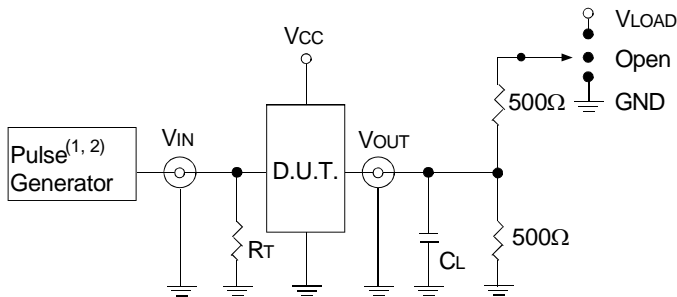 VLOAD
VCC
Open
500Ω
GND
Pulse(1, 2)
Generator
VIN
D.U.T.
VOUT
RT
CL
500Ω